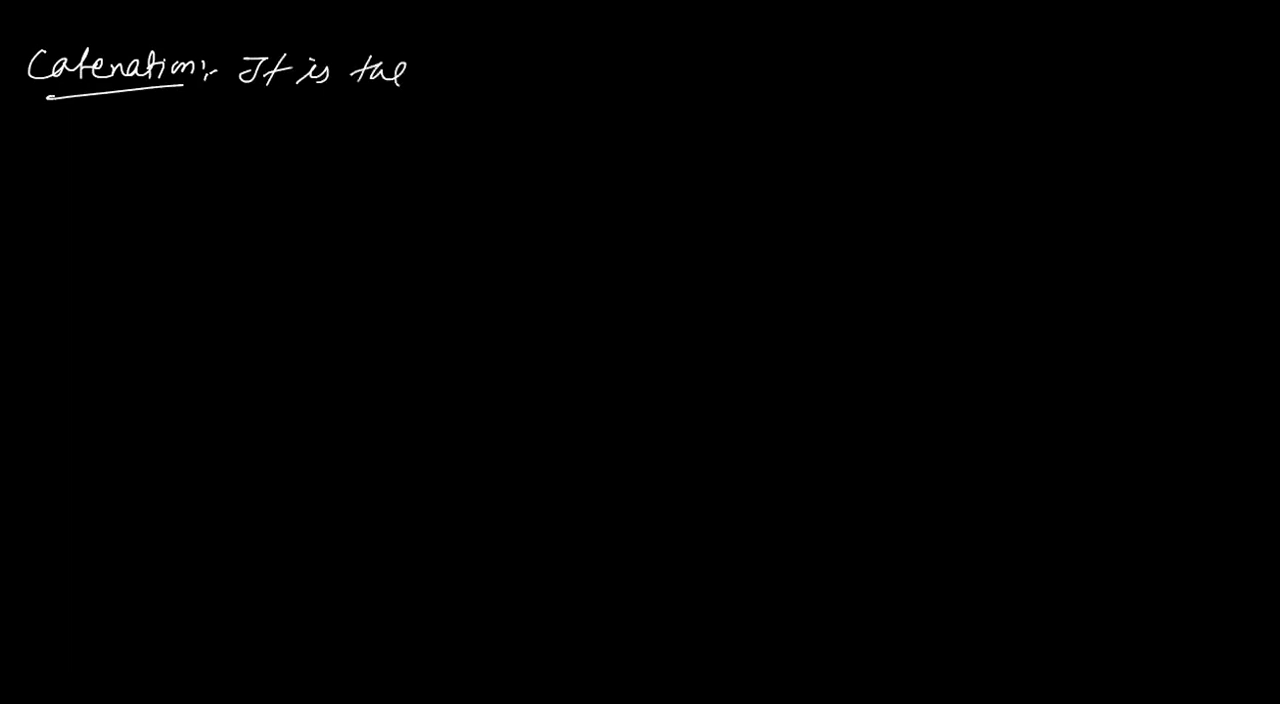 Catenation:- It is the